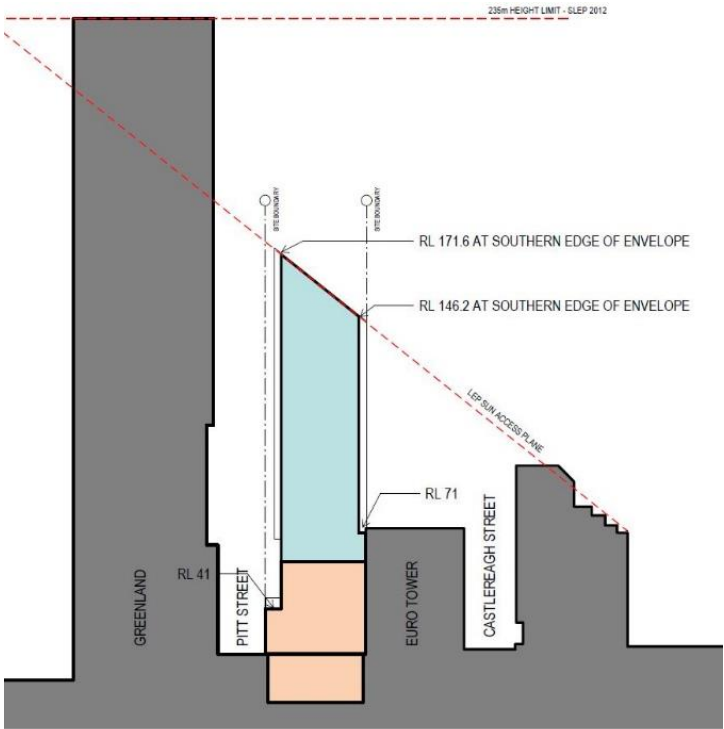 235m HEIGHT LIMIT - SLEP 2012
SITE BOUNDARY
SITE BOUNDARY
RL 171.6 AT SOUTHERN EDGE OF ENVELOPE
RL 146.2 AT SOUTHERN EDGE OF ENVELOPE
LEP SUN ACCESS PLANE
RL 71
RL 41
GREENLAND
PITT STREET
EURO TOWER
CASTLEREAGH STREET